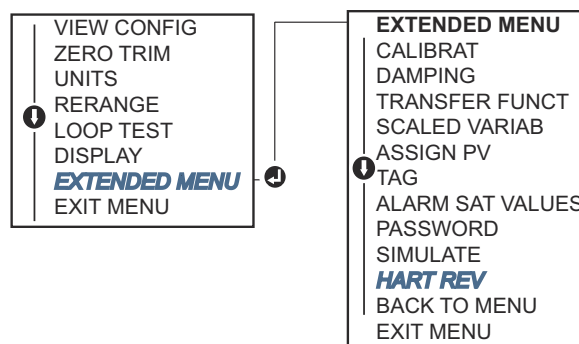 VIEW CONFIG
ZERO TRIM
UNITS
RERANGE
LOOP TEST
DISPLAY
EXTENDED MENU
EXIT MENU
EXTENDED MENU
CALIBRAT
DAMPING
TRANSFER FUNCT
SCALED VARIAB
ASSIGN PV
TAG
ALARM SAT VALUES
PASSWORD
SIMULATE
HART REV
BACK TO MENU
EXIT MENU